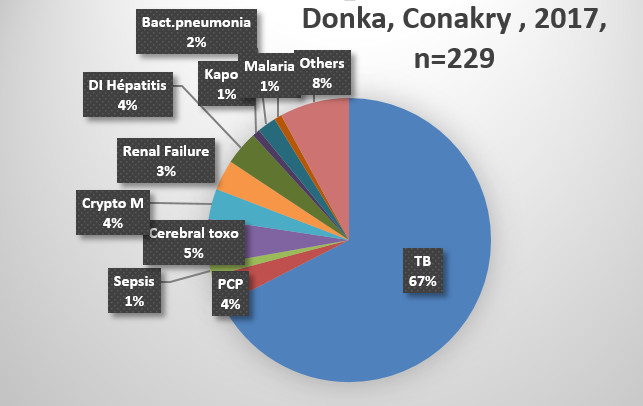 Donka, Conakry , 2017,
n=229
Bact.pneumonia
2%
Kapo
1%
Malaria
1%
Others
8%
DI Hépatitis
4%
Renal Failure
3%
Crypto M
4%
Cerebral toxo
5%
Sepsis
1%
PCP
4%
TB
67%